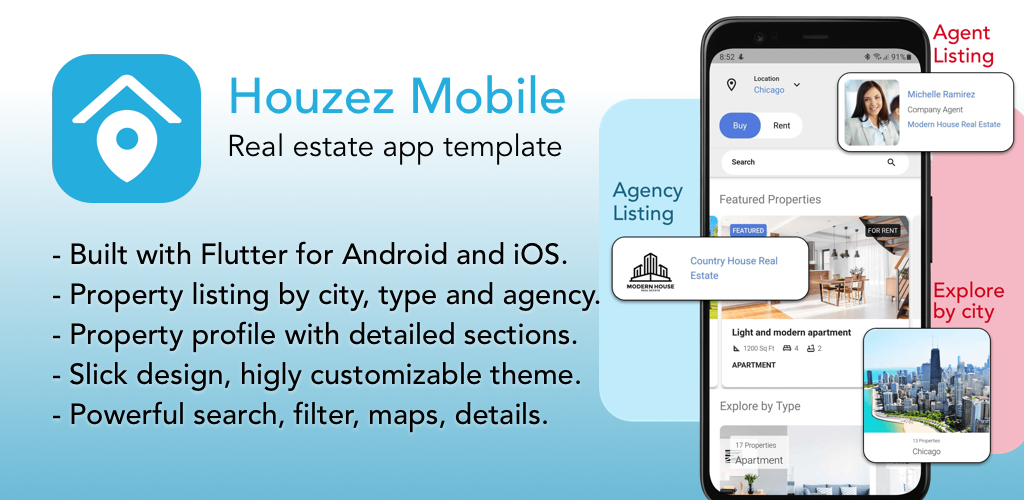 Houzez Mobile
Real estate app template
- Built with Flutter for Android and iOS.
- Property listing by city, type and agency.
- Property profile with detailed sections.
- Slick design, higly customizable theme.
- Powerful search, filter, maps, details.
Agency
Listing
MODERN HOUSE
REAL ESTATE
Country House Real
Estate
8:52
91%
Location
Chicago
Buy
Rent
Search
Featured Properties
FEATURED
FOR RENT
Light and modern apartment
1200 Sq Ft 4 2
APARTMENT
Explore by Type
17 Properties
Apartment
Agent
Listing
Michelle Ramirez
Company Agent
Modern House Real Estate
Explore
by city
13 Properties
Chicago